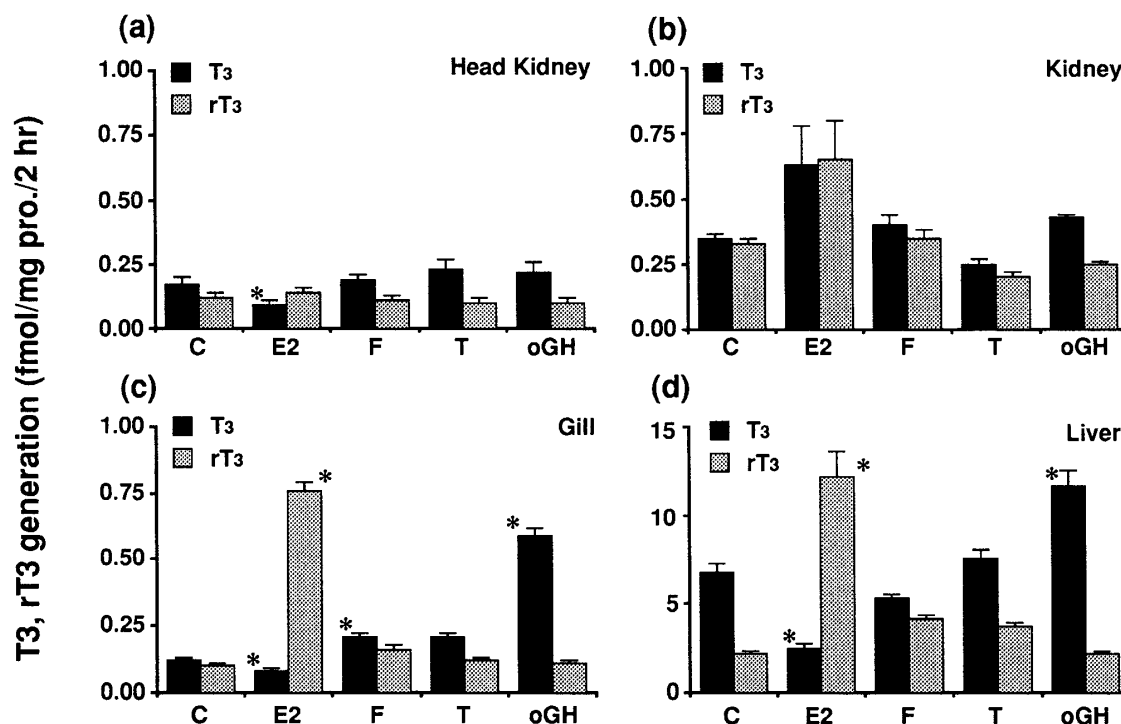 T3, rT3 generation (fmol/mg pro./2 hr)
(a)
Head Kidney
T3
rT3
1.00
0.75
0.50
0.25
0.00
*
C E2 F T oGH
(b)
Kidney
T3
rT3
1.00
0.75
0.50
0.25
0.00
C E2 F T oGH
(c)
Gill
T3
rT3
1.00
0.75
0.50
0.25
0.00
* * * *
C E2 F T oGH
(d)
Liver
T3
rT3
15
10
5
0
* * *
C E2 F T oGH